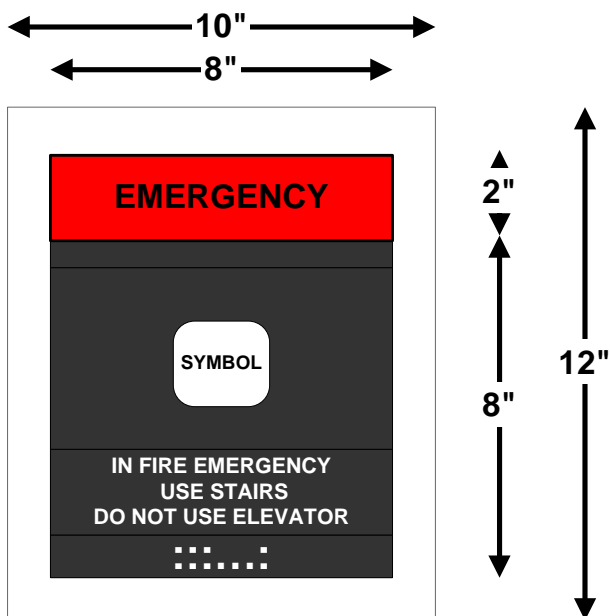 10"
8"
EMERGENCY
2"
SYMBOL
12"
8"
IN FIRE EMERGENCY
USE STAIRS
DO NOT USE ELEVATOR